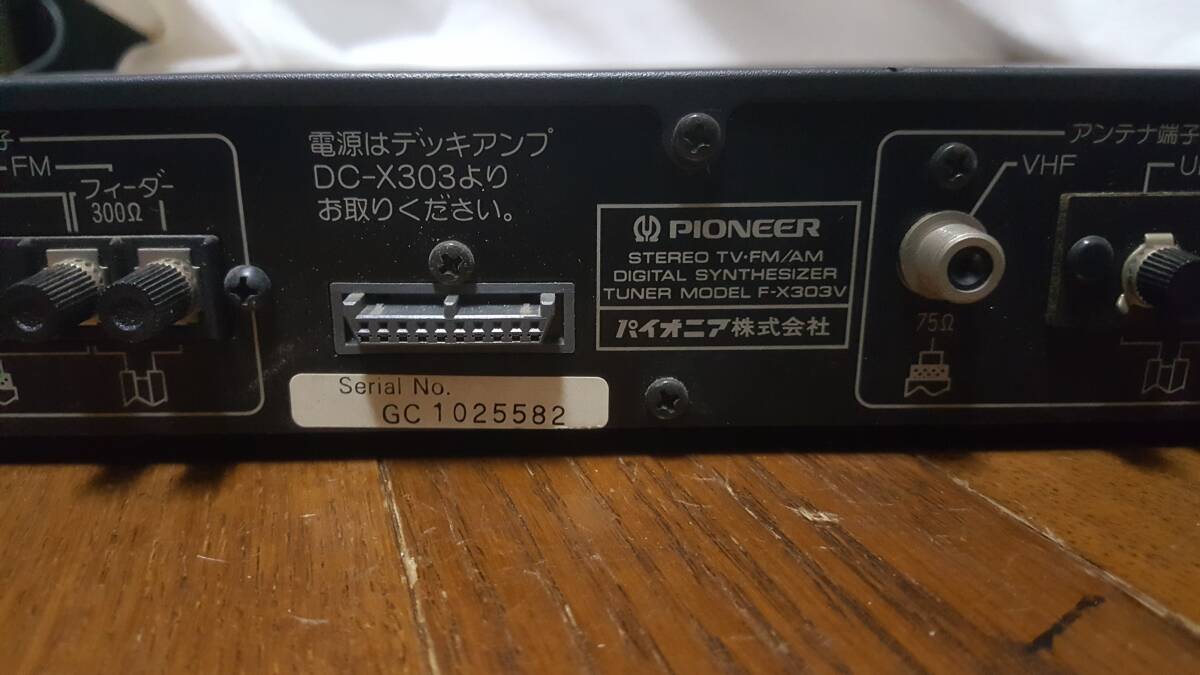 子
FM
フィーダー
300Ω
電源はデッキアンプ
DC-X303より
お取りください。
Serial No.
GC 1025582
PIONEER
STEREO TV・FM/AM
DIGITAL SYNTHESIZER
TUNER MODEL F-X303V
パイオニア株式会社
アンテナ端子
VHF
U
75Ω